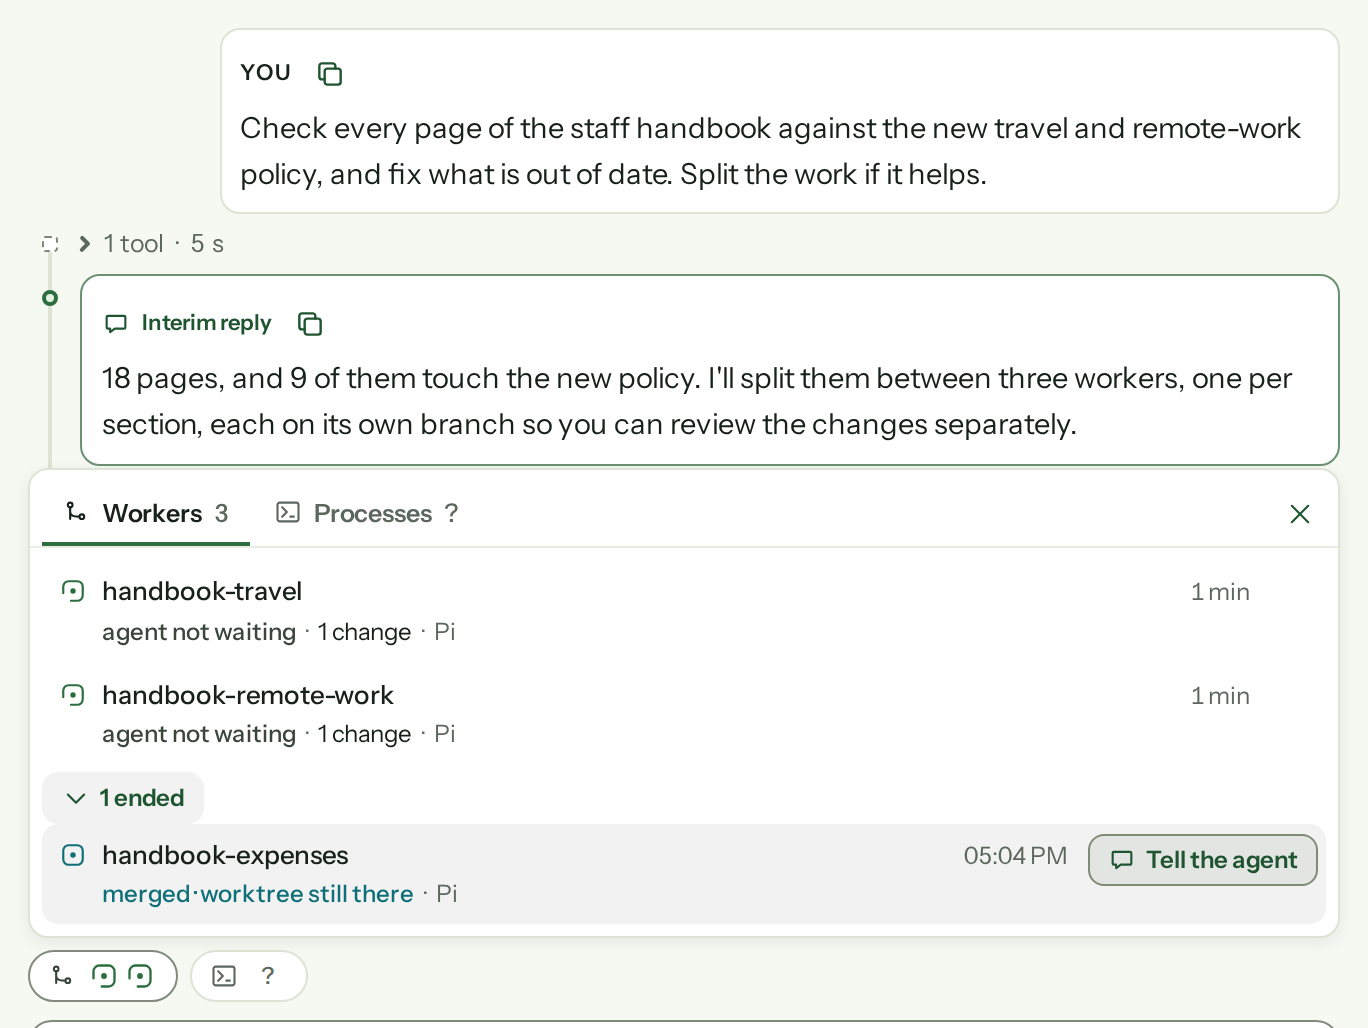 YOU
Check every page of the staff handbook against the new travel and remote-work
policy, and fix what is out of date. Split the work if it helps.
1 tool · 5 s
Interim reply
18 pages, and 9 of them touch the new policy. I'll split them between three workers, one per
section, each on its own branch so you can review the changes separately.
Workers 3 Processes ?
handbook-travel 1 min
agent not waiting · 1 change · Pi
handbook-remote-work 1 min
agent not waiting · 1 change · Pi
1 ended
handbook-expenses 05:04 PM Tell the agent
merged · worktree still there · Pi
?